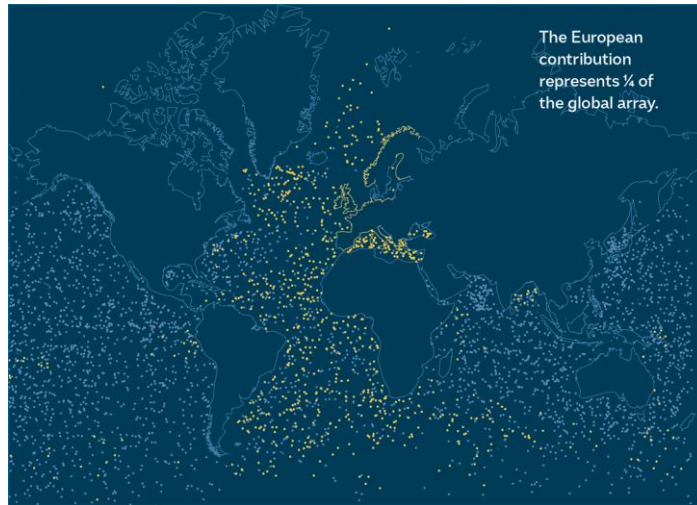 The European
contribution
represents ¼ of
the global array.